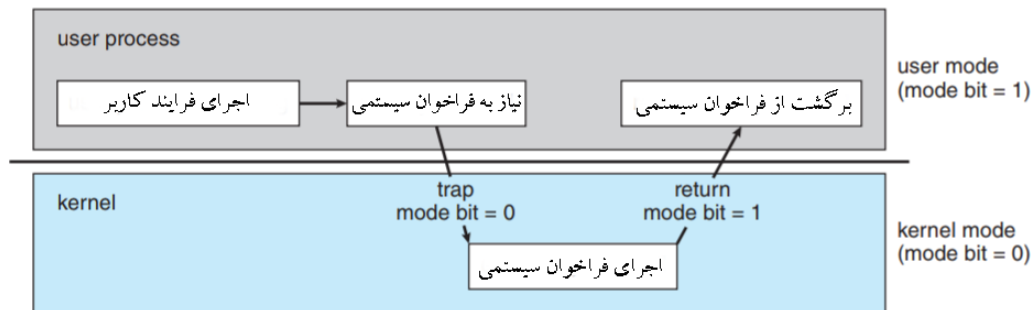 user process
اجرای فرایند کاربر
نیاز به فراخوان سیستمی
برگشت از فراخوان سیستمی
user mode
(mode bit = 1)
kernel
trap
mode bit = 0
return
mode bit = 1
اجرای فراخوان سیستمی
kernel mode
(mode bit = 0)